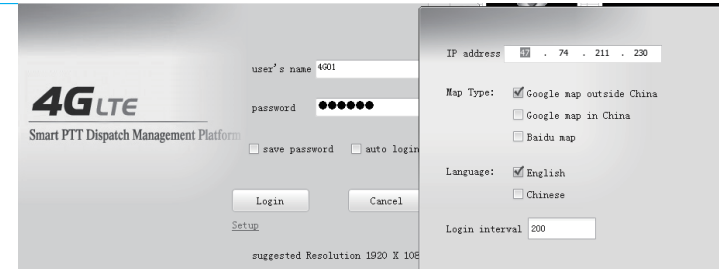 4G LTE
Smart PTT Dispatch Management Platform
user's name 4G01
password ●●●●●●
save password auto login
Login Cancel
Setup
suggested Resolution 1920 X 108
IP address 47 . 74 . 211 . 230
Map Type: Google map outside China
Google map in China
Baidu map
Language: English
Chinese
Login interval 200